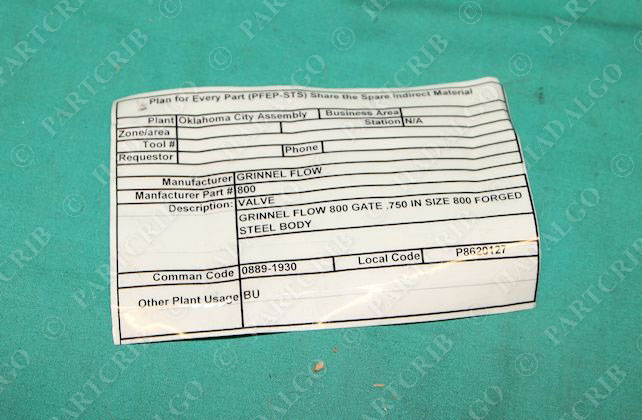 Plan for Every Part (PFEP-STS) Share the Spare Indirect Material
Plant Oklahoma City Assembly Business Area
Zone/area Station N/A
Tool #
Requestor Phone
Manufacturer GRINNEL FLOW
Manfacturer Part # 800
Description: VALVE
GRINNEL FLOW 800 GATE .750 IN SIZE 800 FORGED
STEEL BODY
Comman Code 0889-1930 Local Code P8620127
Other Plant Usage BU